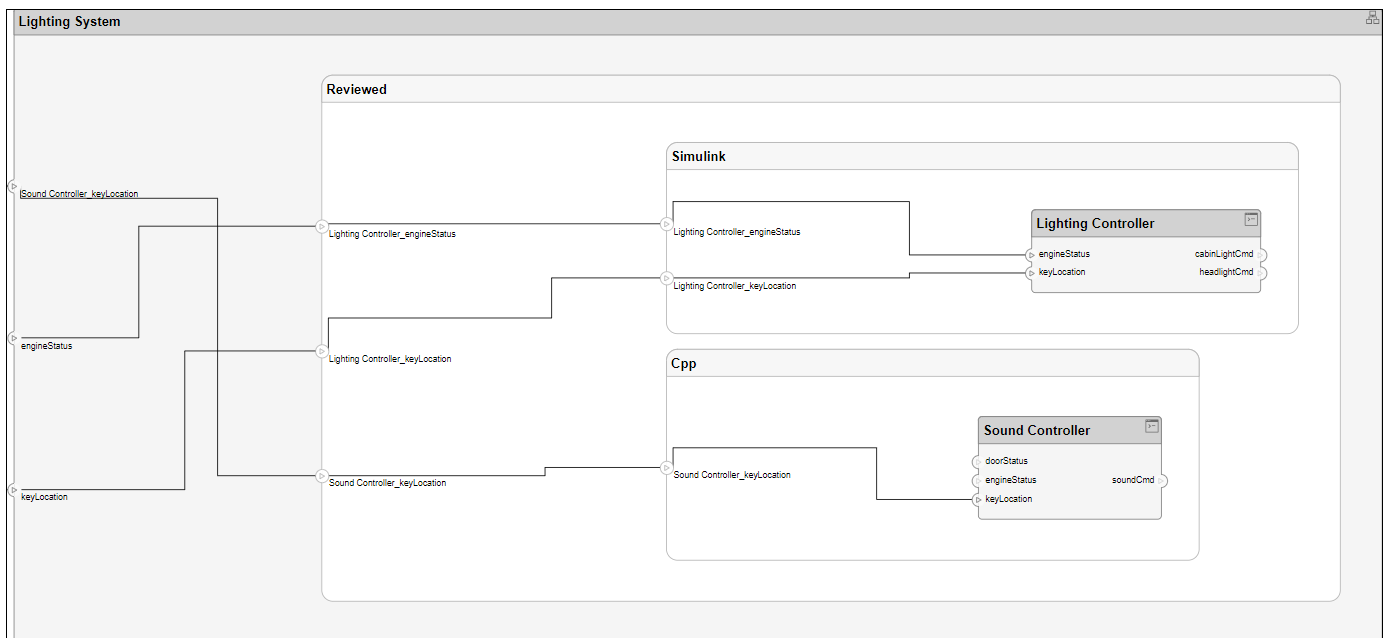 Lighting System
Reviewed
Simulink
Sound Controller_keyLocation
Lighting Controller_engineStatus
Lighting Controller_engineStatus
Lighting Controller
engineStatus
cabinLightCmd
keyLocation
headlightCmd
Lighting Controller_keyLocation
engineStatus
Lighting Controller_keyLocation
Cpp
Sound Controller
doorStatus
engineStatus
soundCmd
keyLocation
Sound Controller_keyLocation
Sound Controller_keyLocation
keyLocation